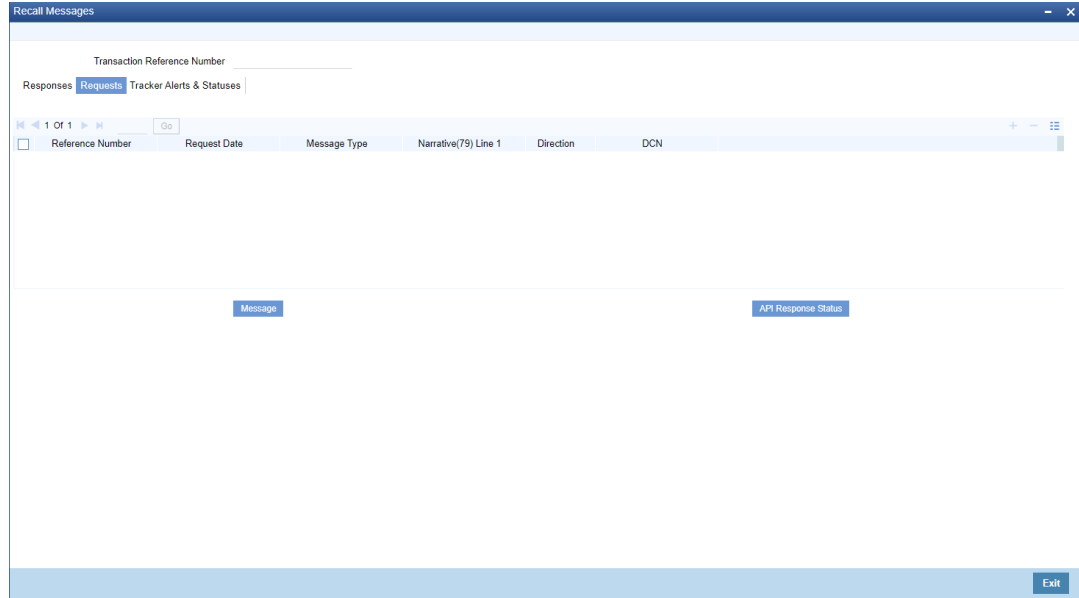 Recall Messages
Transaction Reference Number
Responses Requests Tracker Alerts & Statuses
1 Of 1 Go
Reference Number Request Date Message Type Narrative(79) Line 1 Direction DCN
Message API Response Status
Exit